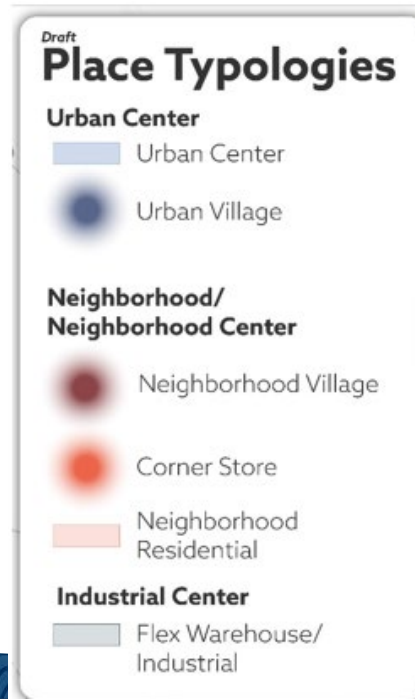 Draft
Place Typologies
Urban Center
Urban Center
Urban Village
Neighborhood/
Neighborhood Center
Neighborhood Village
Corner Store
Neighborhood
Residential
Industrial Center
Flex Warehouse/
Industrial